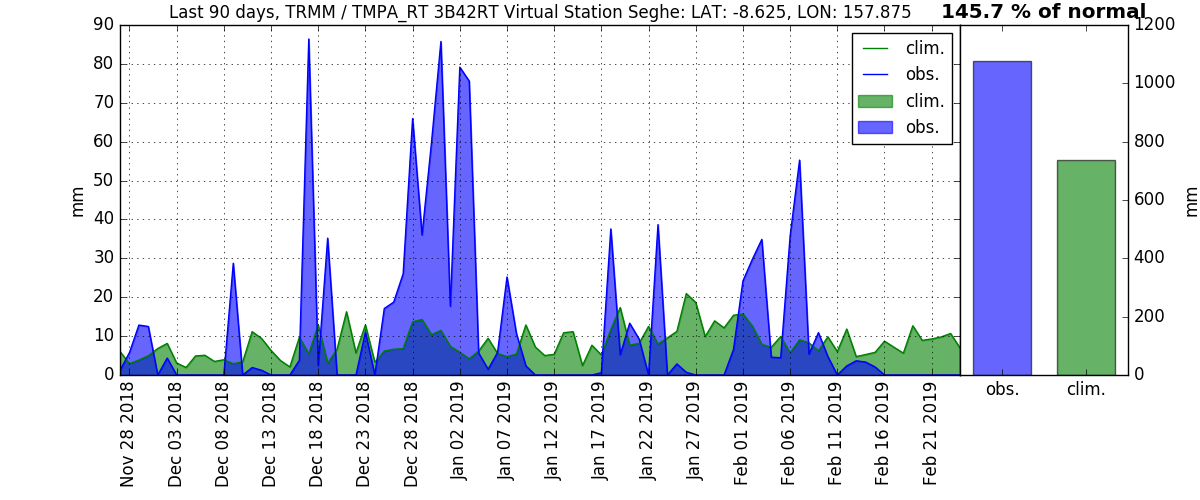 Last 90 days, TRMM / TMPA_RT 3B42RT Virtual Station Seghe: LAT: -8.625, LON: 157.875
145.7 % of normal
90
80
70
60
50
40
30
20
10
0
mm
clim.
obs.
clim.
obs.
Nov 28 2018
Dec 03 2018
Dec 08 2018
Dec 13 2018
Dec 18 2018
Dec 23 2018
Dec 28 2018
Jan 02 2019
Jan 07 2019
Jan 12 2019
Jan 17 2019
Jan 22 2019
Jan 27 2019
Feb 01 2019
Feb 06 2019
Feb 11 2019
Feb 16 2019
Feb 21 2019
1200
1000
800
600
400
200
0
mm
obs.
clim.